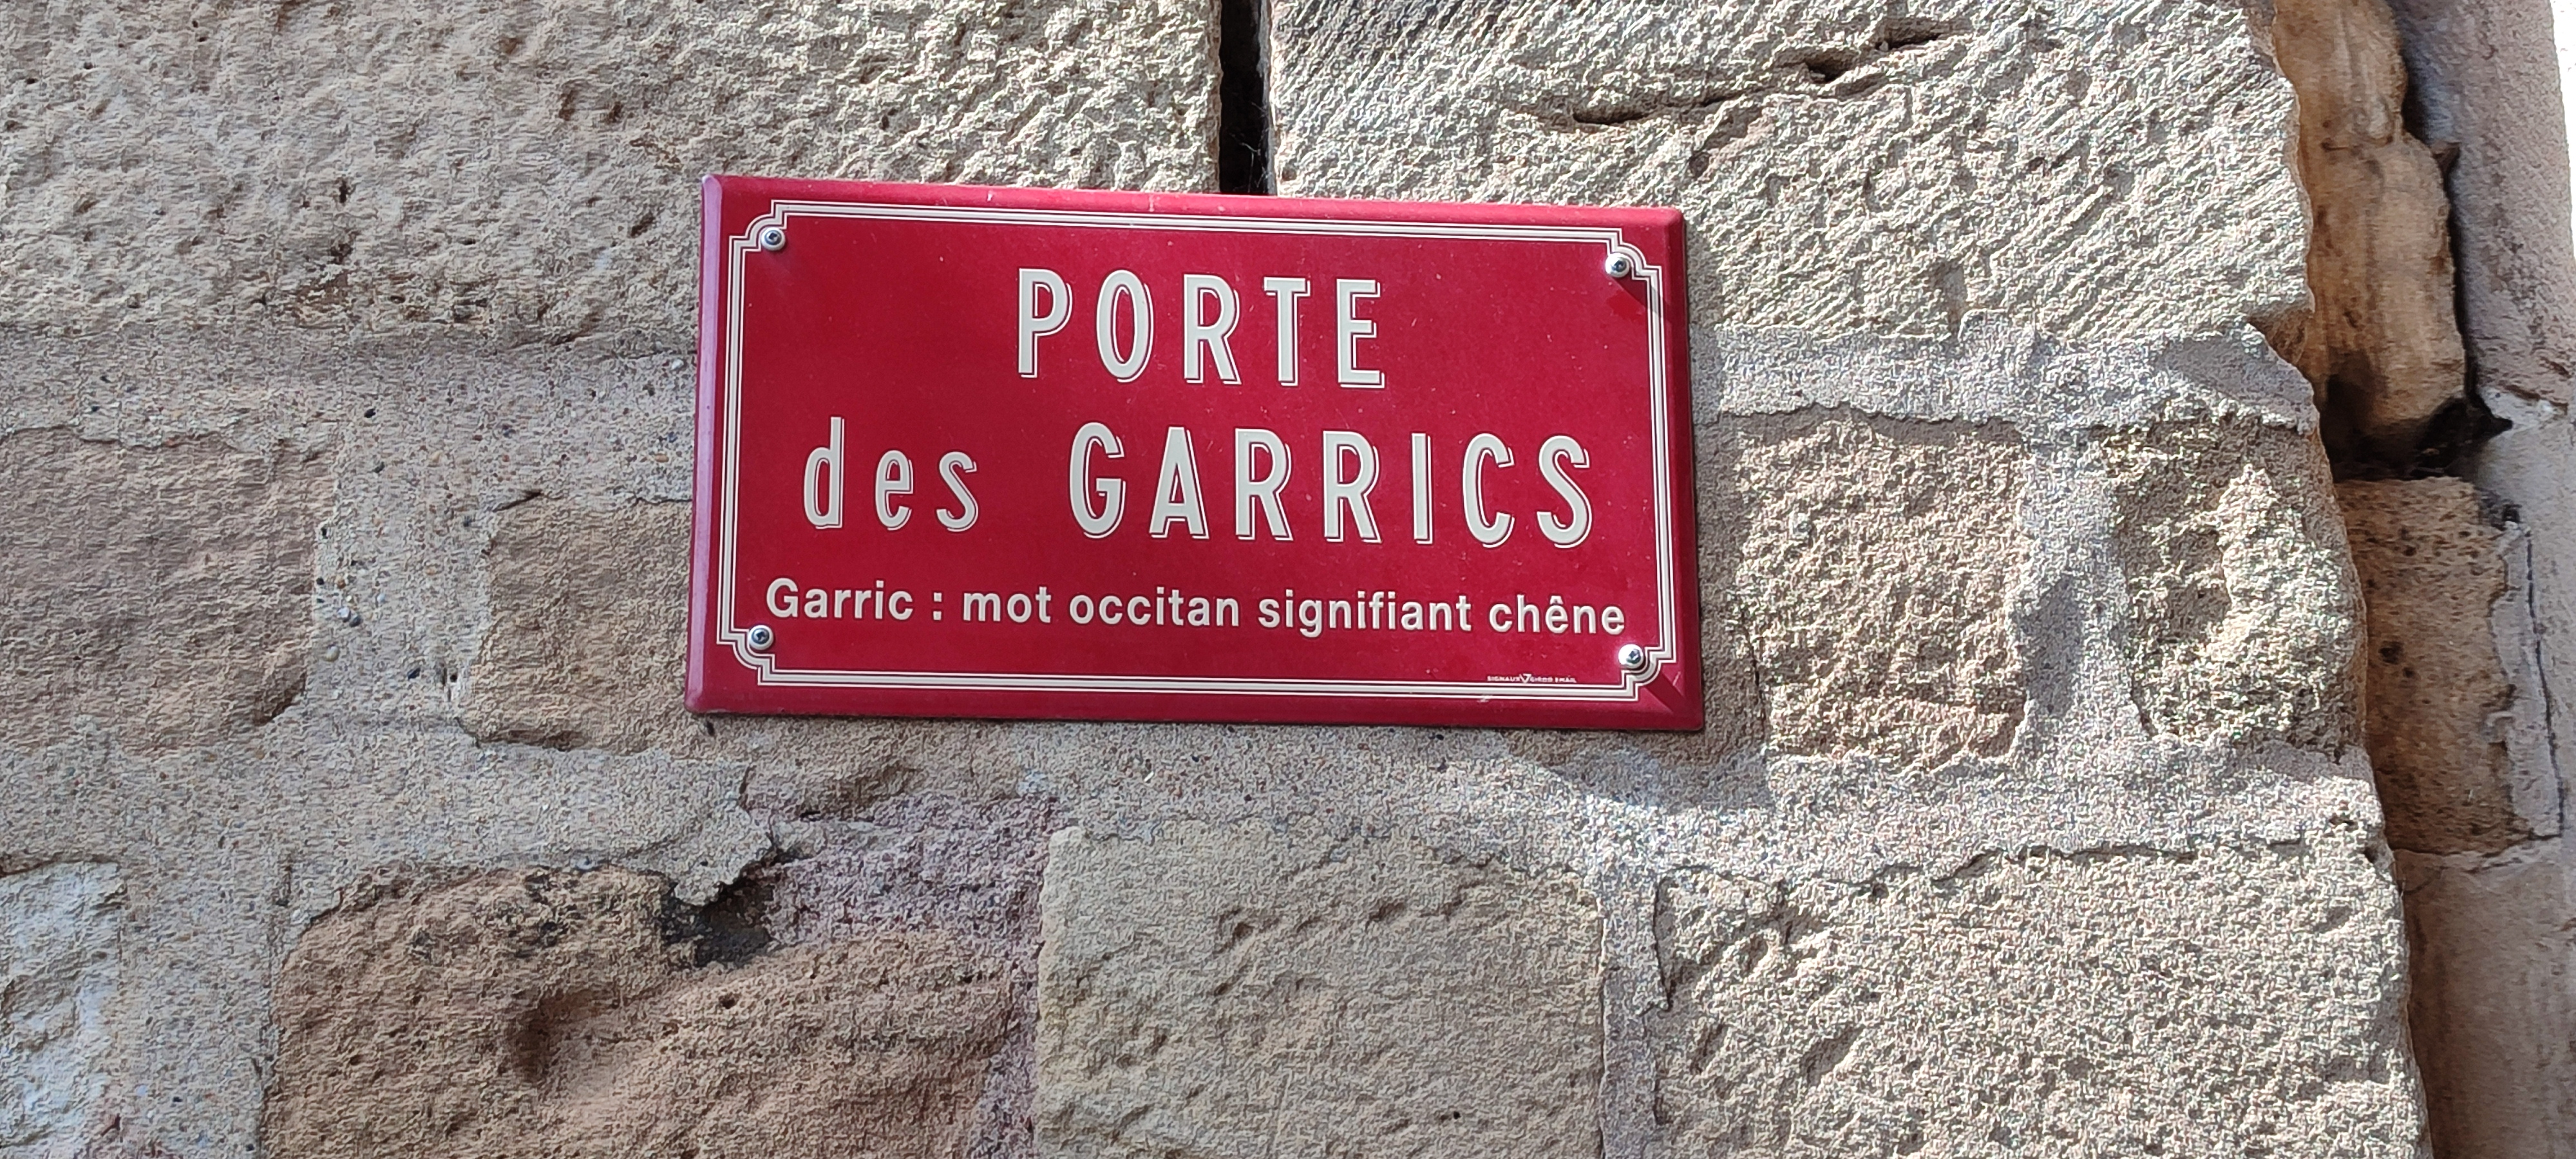 PORTE
des GARRICS
Garric : mot occitan signifiant chêne